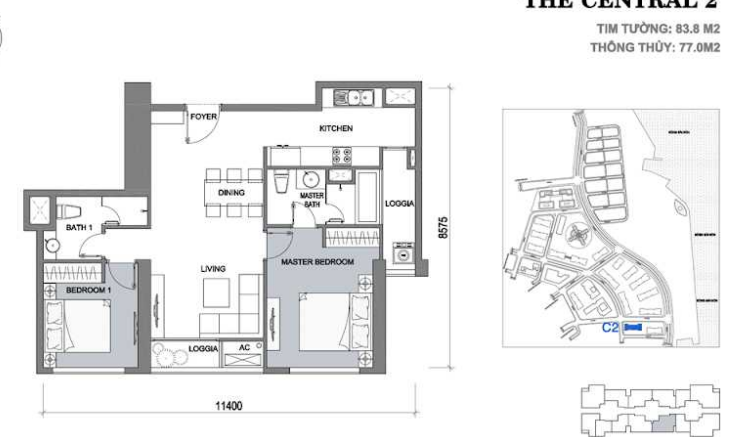 THE CENTRAL 2
TIM TƯỜNG: 83.8 M2
THÔNG THỦY: 77.0M2
FOYER
KITCHEN
DINING
MASTER
BATH
LOGGIA
BATH 1
8575
LIVING
MASTER BEDROOM
BEDROOM 1
C2
LOGGIA
AC
11400